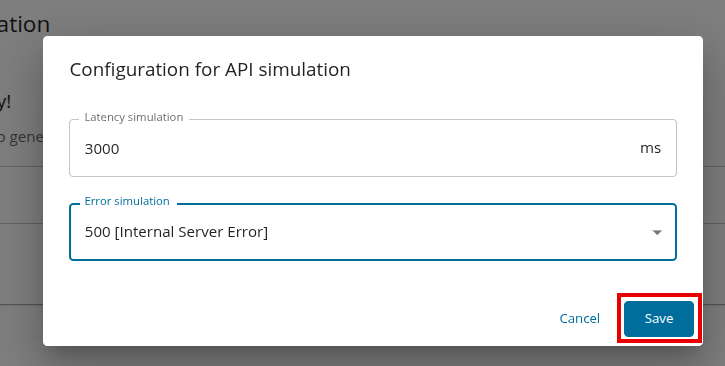 ation
Configuration for API simulation
y!
Latency simulation
o gene
3000 ms
Error simulation
500 [Internal Server Error]
Cancel Save